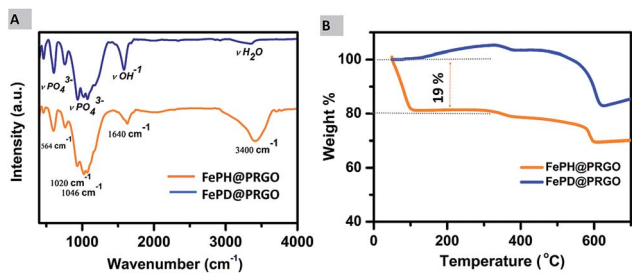 A
B
ν H2O
ν OH-1
ν PO4 3-
ν PO4 3-
564 cm-1
1640 cm-1
3400 cm-1
1020 cm-1
1046 cm-1
FePH@PRGO
FePD@PRGO
Intensity (a.u.)
1000 2000 3000 4000
Wavenumber (cm-1)
120
100
80
60
40
Weight %
19 %
FePH@PRGO
FePD@PRGO
0 200 400 600
Temperature (°C)